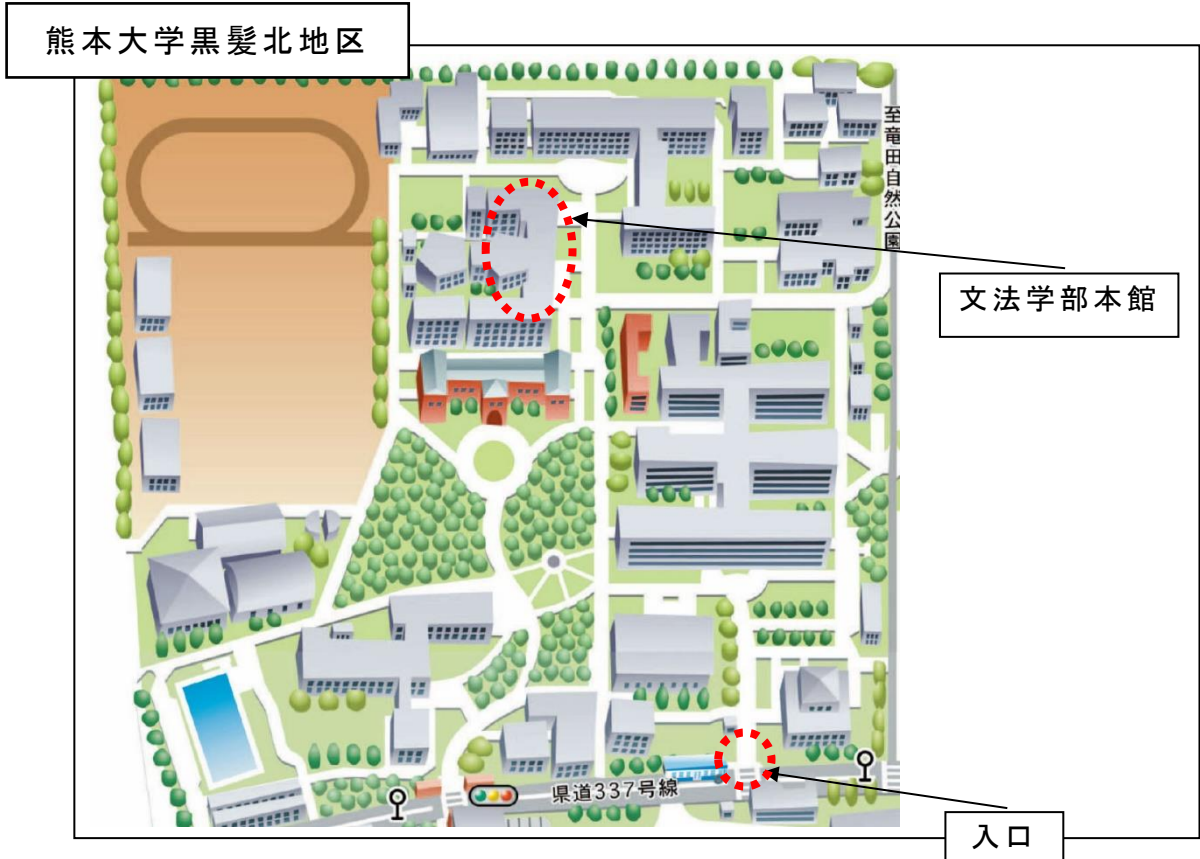 熊本大学黒髪北地区
至竜田自然公園
文法学部本館
県道337号線
入口